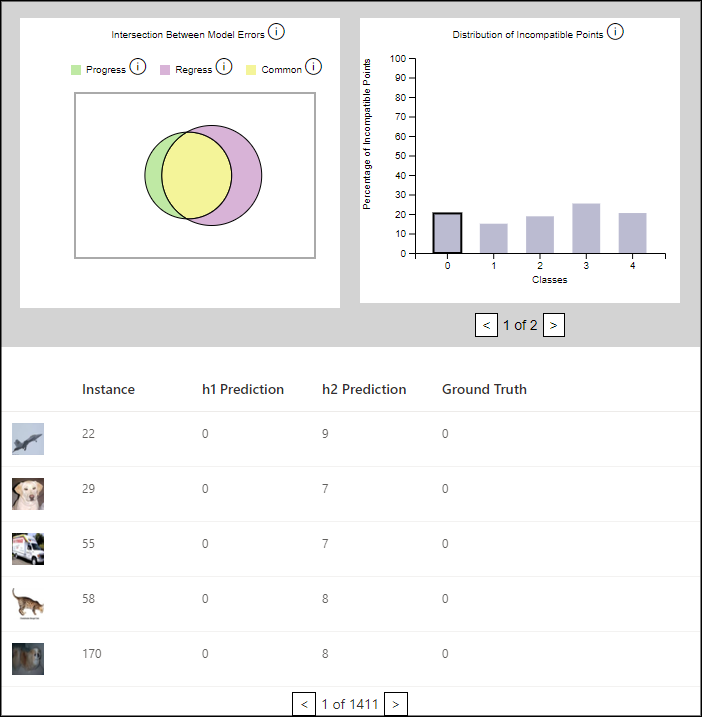 Intersection Between Model Errors i
Progress i Regress i Common i
Distribution of Incompatible Points i
Percentage of Incompatible Points
100
90
80
70
60
50
40
30
20
10
0
0 1 2 3 4
Classes
< 1 of 2 >
Instance h1 Prediction h2 Prediction Ground Truth
22 0 9 0
29 0 7 0
55 0 7 0
58 0 8 0
170 0 8 0
< 1 of 1411 >